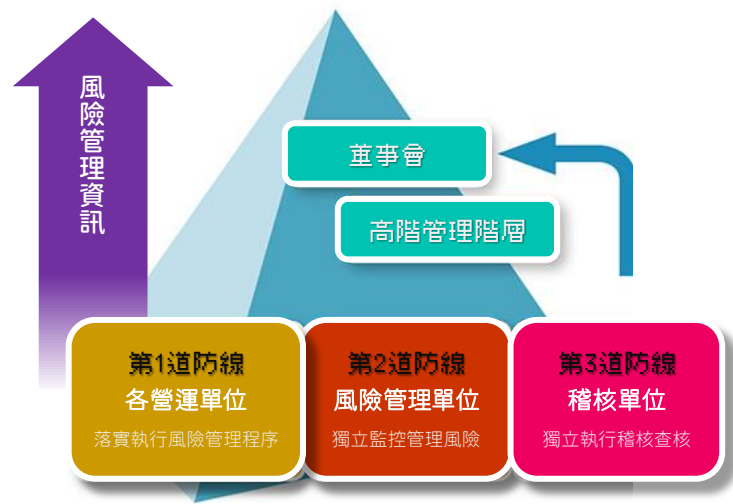 風險管理資訊
董事會
高階管理階層
第1道防線
各營運單位
落實執行風險管理程序
第2道防線
風險管理單位
獨立監控管理風險
第3道防線
稽核單位
獨立執行稽核查核